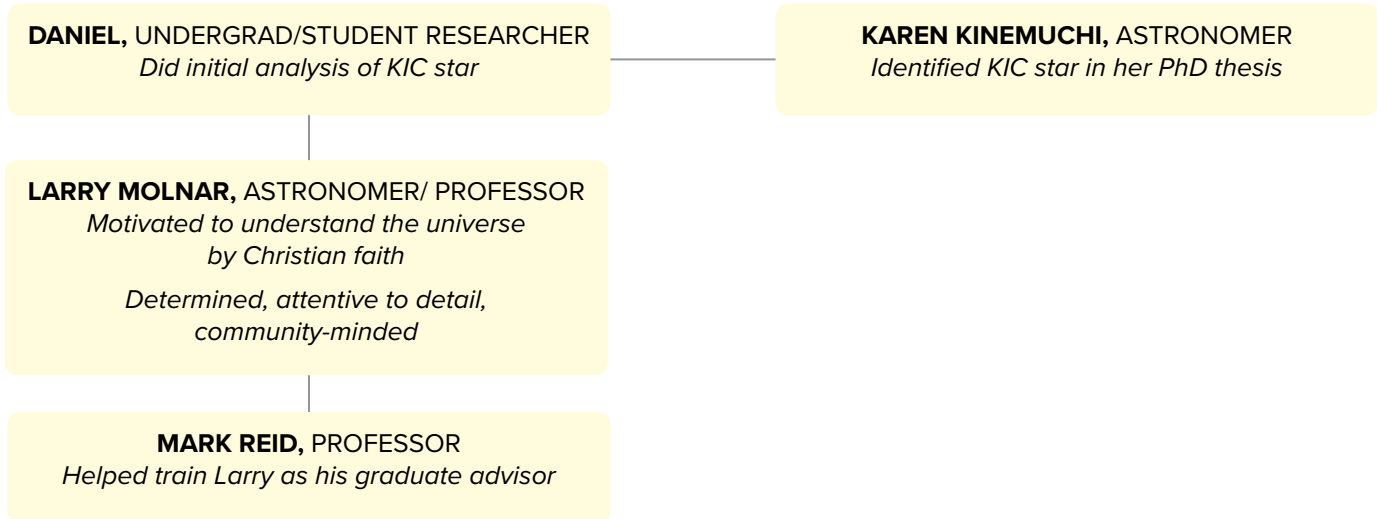 DANIEL, UNDERGRAD/STUDENT RESEARCHER
Did initial analysis of KIC star
KAREN KINEMUCHI, ASTRONOMER
Identified KIC star in her PhD thesis
LARRY MOLNAR, ASTRONOMER/ PROFESSOR
Motivated to understand the universe
by Christian faith
Determined, attentive to detail,
community-minded
MARK REID, PROFESSOR
Helped train Larry as his graduate advisor